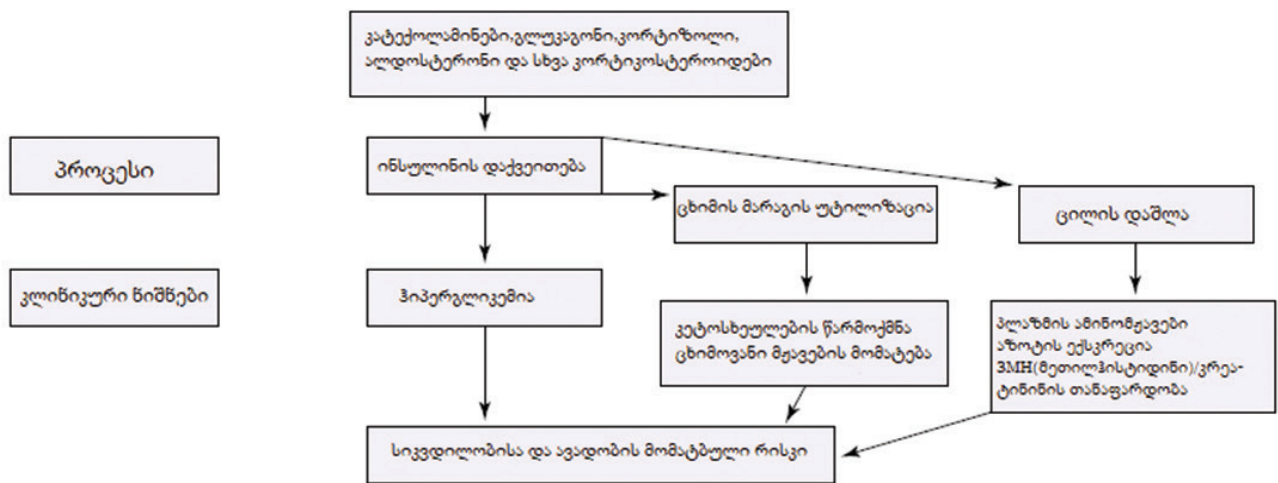 კატექოლამინები,გლუკაგონი,კორტიზოლი,
ალდოსტერონი და სხვა კორტიკოსტეროიდები
პროცესი
ინსულინის დაქვეითება
ცხიმის მარაგის უტილიზაცია
ცილის დაშლა
კლინიკური ნიშნები
ჰიპერგლიკემია
კეტოსხეულების წარმოქმნა
ცხიმოვანი მჟავების მომატება
პლაზმის ამინომჟავები
აზოტის ექსკრეცია
3MH(მეთილჰისტიდინი)/კრეა-
ტინინის თანაფარდობა
სიკვდილობისა და ავადობის მომატბული რისკი